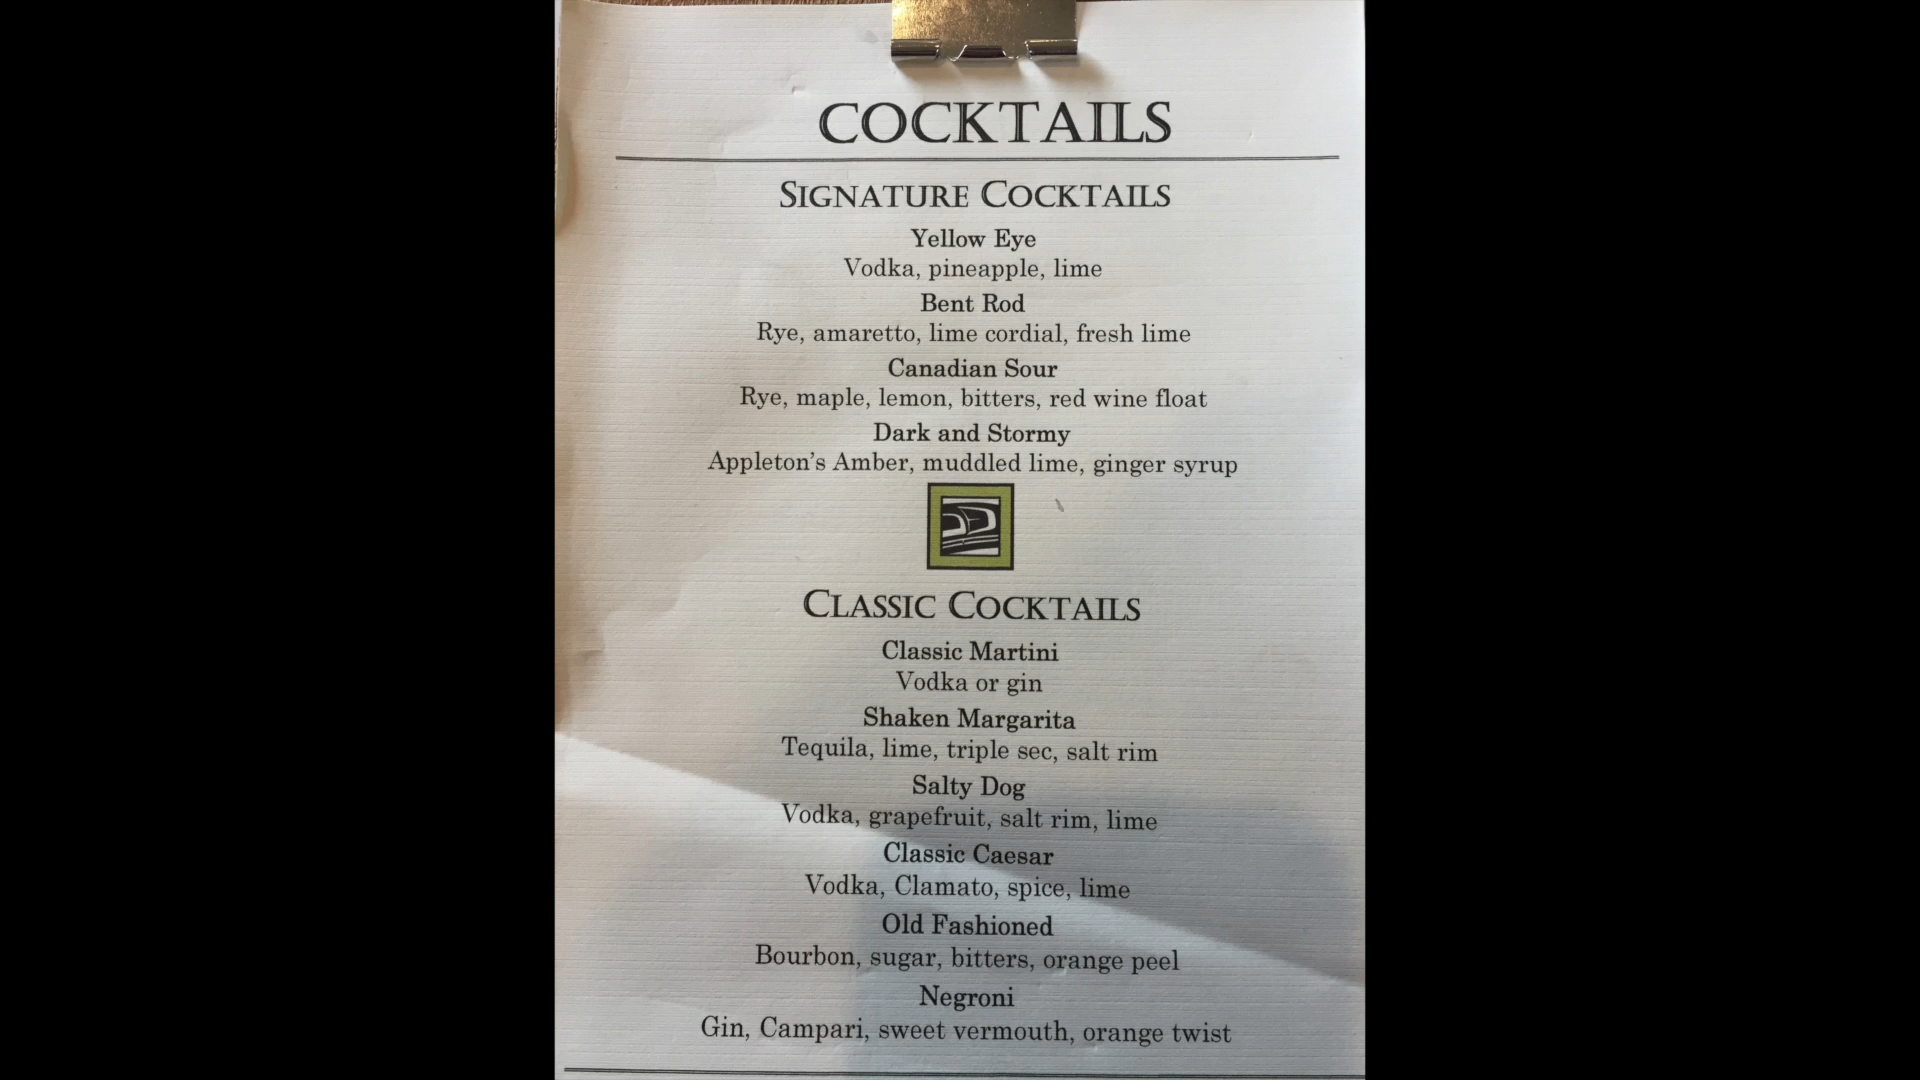 COCKTAILS
SIGNATURE COCKTAILS
Yellow Eye
Vodka, pineapple, lime
Bent Rod
Rye, amaretto, lime cordial, fresh lime
Canadian Sour
Rye, maple, lemon, bitters, red wine float
Dark and Stormy
Appleton's Amber, muddled lime, ginger syrup
CLASSIC COCKTAILS
Classic Martini
Vodka or gin
Shaken Margarita
Tequila, lime, triple sec, salt rim
Salty Dog
Vodka, grapefruit, salt rim, lime
Classic Caesar
Vodka, Clamato, spice, lime
Old Fashioned
Bourbon, sugar, bitters, orange peel
Negroni
Gin, Campari, sweet vermouth, orange twist